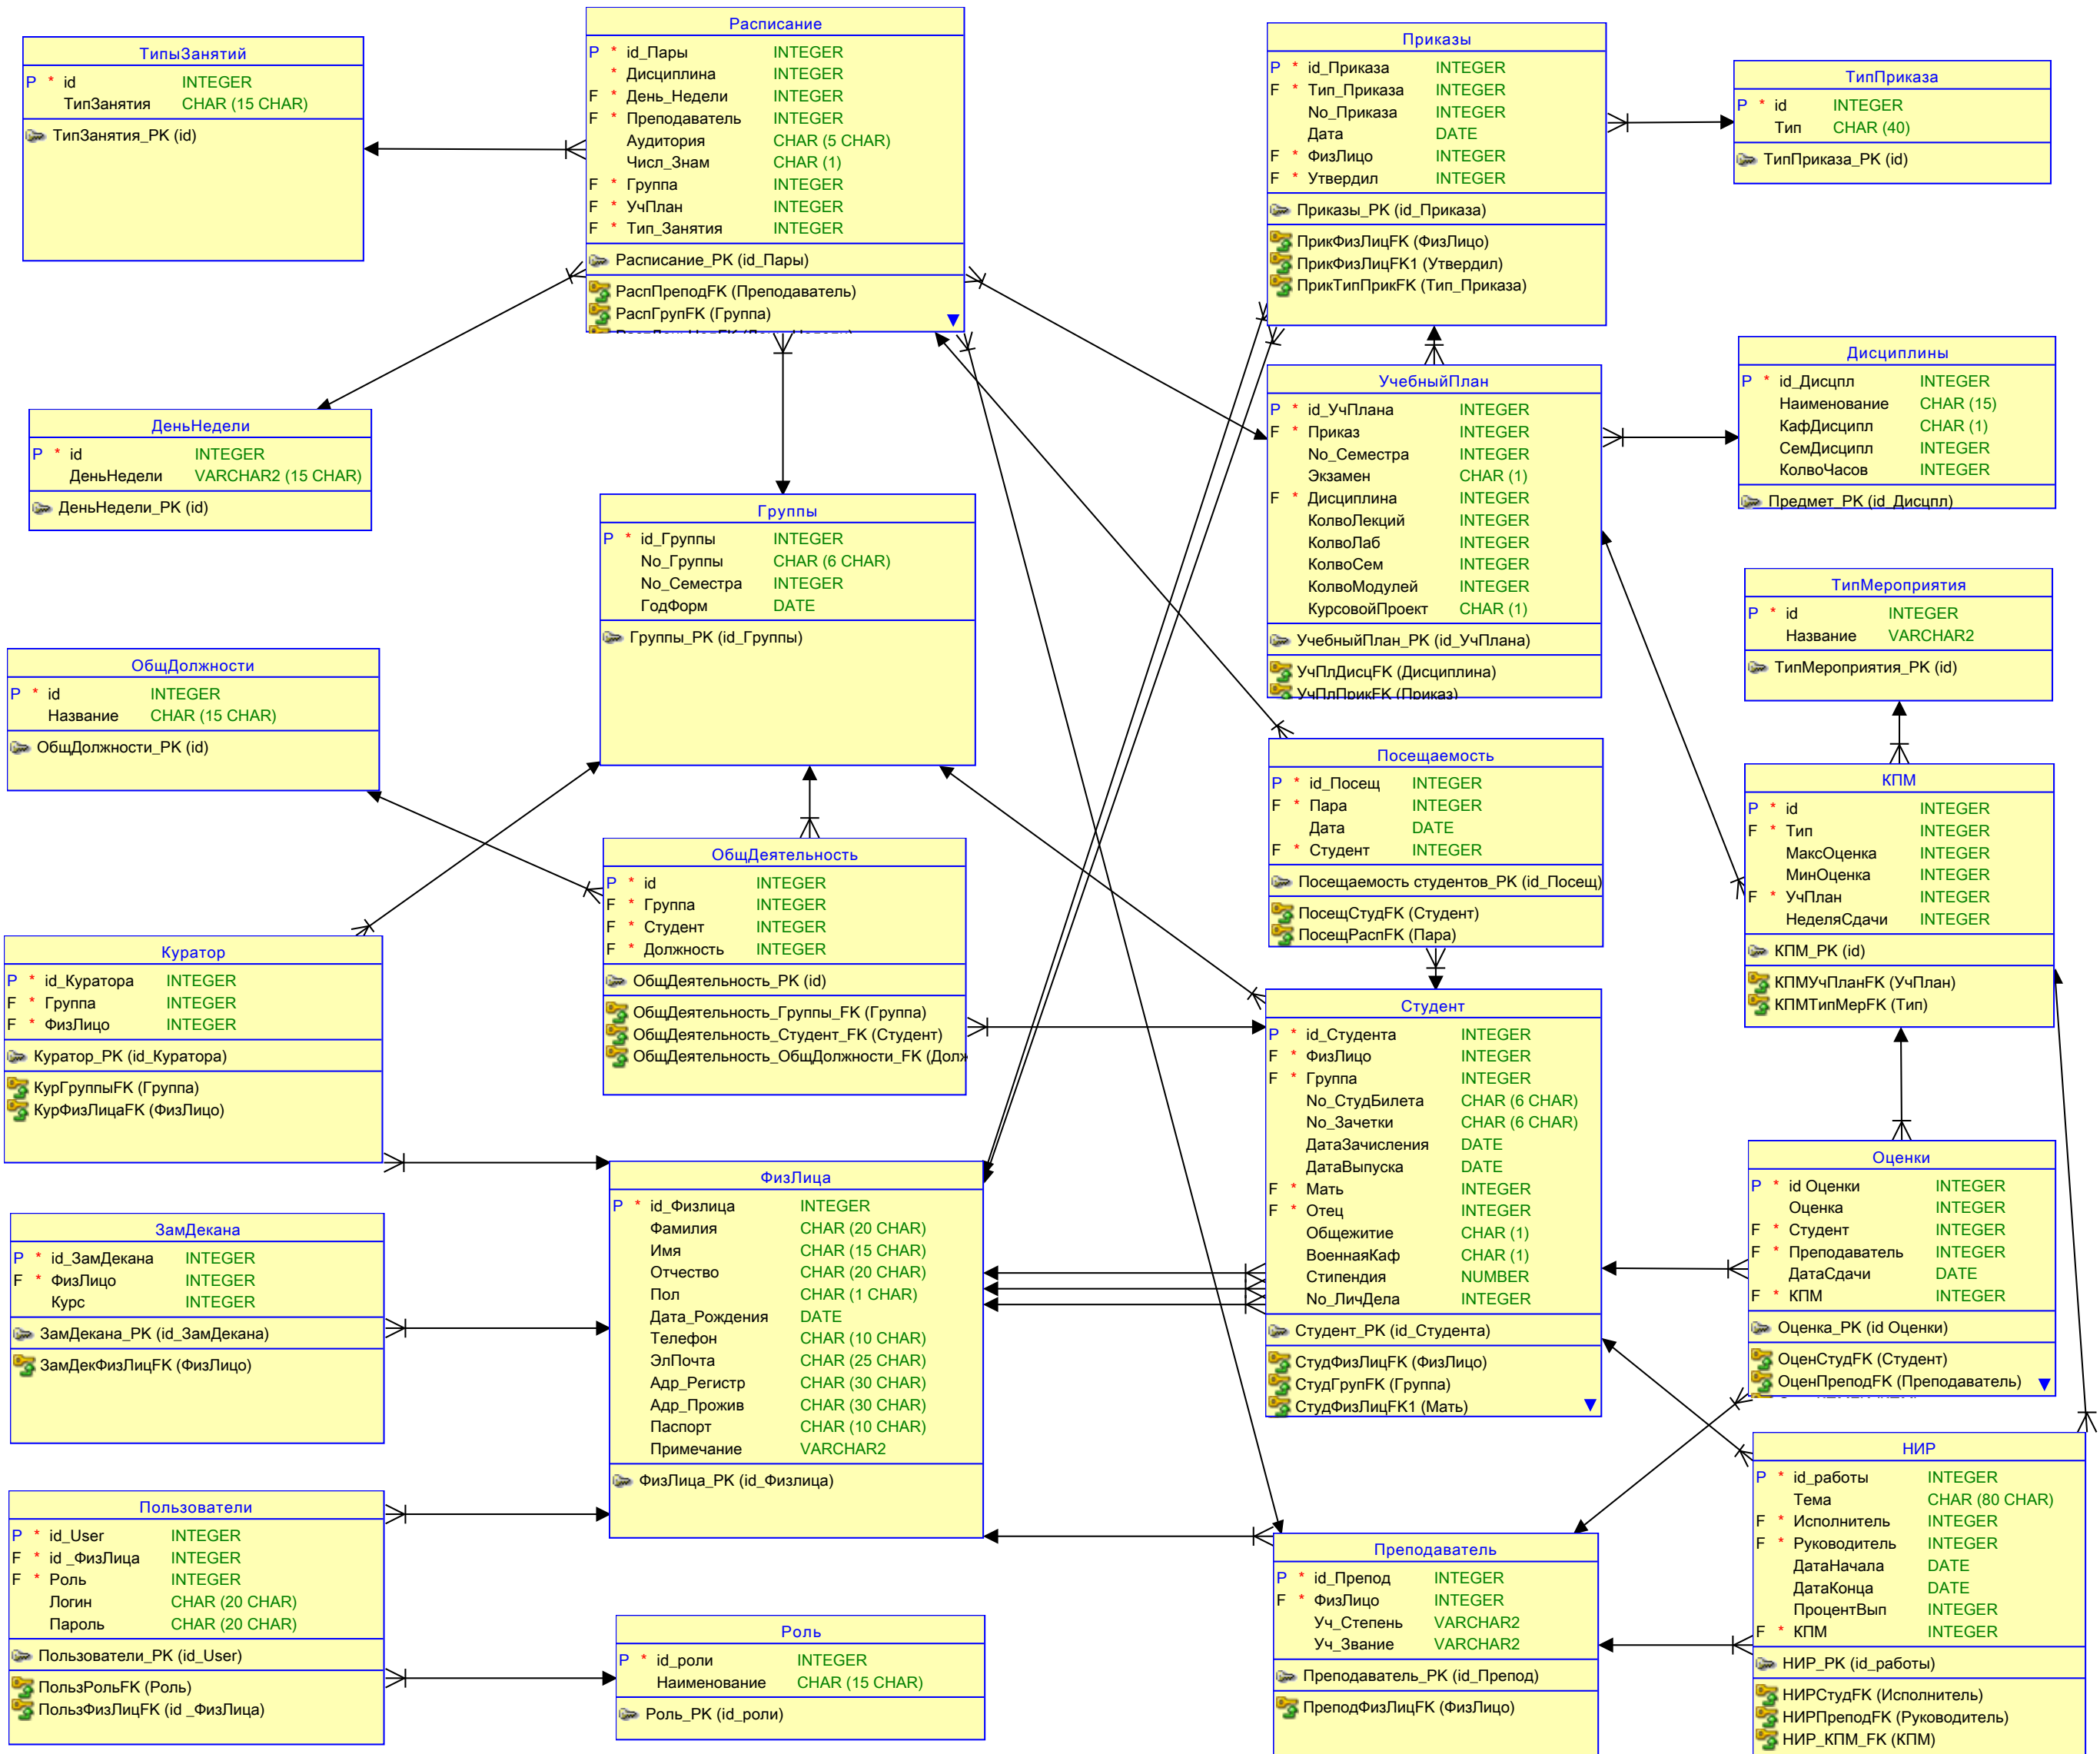 ТипыЗанятий
P * id INTEGER
ТипЗанятия CHAR (15 CHAR)
ТипЗанятия_PK (id)
Расписание
P * id_Пары INTEGER
* Дисциплина INTEGER
F * День_Недели INTEGER
F * Преподаватель INTEGER
Аудитория CHAR (5 CHAR)
Числ_Знам CHAR (1)
F * Группа INTEGER
F * УчПлан INTEGER
F * Тип_Занятия INTEGER
Расписание_PK (id_Пары)
РаспПреподFK (Преподаватель)
РаспГрупFK (Группа)
Приказы
P * id_Приказа INTEGER
F * Тип_Приказа INTEGER
No_Приказа INTEGER
Дата DATE
F * ФизЛицо INTEGER
F * Утвердил INTEGER
Приказы_PK (id_Приказа)
ПрикФизЛицFK (ФизЛицо)
ПрикФизЛицFK1 (Утвердил)
ПрикТипПрикFK (Тип_Приказа)
ТипПриказа
P * id INTEGER
Тип CHAR (40)
ТипПриказа_PK (id)
ДеньНедели
P * id INTEGER
ДеньНедели VARCHAR2 (15 CHAR)
ДеньНедели_PK (id)
Группы
P * id_Группы INTEGER
No_Группы CHAR (6 CHAR)
No_Семестра INTEGER
ГодФорм DATE
Группы_PK (id_Группы)
УчебныйПлан
P * id_УчПлана INTEGER
F * Приказ INTEGER
No_Семестра INTEGER
Экзамен CHAR (1)
F * Дисциплина INTEGER
КолвоЛекций INTEGER
КолвоЛаб INTEGER
КолвоСем INTEGER
КолвоМодулей INTEGER
КурсовойПроект CHAR (1)
УчебныйПлан_PK (id_УчПлана)
УчПлДисцFK (Дисциплина)
УчПлПрикFK (Приказ)
Дисциплины
P * id_Дисцпл INTEGER
Наименование CHAR (15)
КафДисципл CHAR (1)
СемДисципл INTEGER
КолвоЧасов INTEGER
Предмет_PK (id_Дисцпл)
ТипМероприятия
P * id INTEGER
Название VARCHAR2
ТипМероприятия_PK (id)
ОбщДолжности
P * id INTEGER
Название CHAR (15 CHAR)
ОбщДолжности_PK (id)
Посещаемость
P * id_Посещ INTEGER
F * Пара INTEGER
Дата DATE
F * Студент INTEGER
Посещаемость студентов_PK (id_Посещ)
ПосещСтудFK (Студент)
ПосещРаспFK (Пара)
КПМ
P * id INTEGER
F * Тип INTEGER
МаксОценка INTEGER
МинОценка INTEGER
F * УчПлан INTEGER
НеделяСдачи INTEGER
КПМ_PK (id)
КПМУчПланFK (УчПлан)
КПМТипМерFK (Тип)
ОбщДеятельность
P * id INTEGER
F * Группа INTEGER
F * Студент INTEGER
F * Должность INTEGER
ОбщДеятельность_PK (id)
ОбщДеятельность_Группы_FK (Группа)
ОбщДеятельность_Студент_FK (Студент)
ОбщДеятельность_ОбщДолжности_FK (Долж
Куратор
P * id_Куратора INTEGER
F * Группа INTEGER
F * ФизЛицо INTEGER
Куратор_PK (id_Куратора)
КурГруппыFK (Группа)
КурФизЛицаFK (ФизЛицо)
Студент
P * id_Студента INTEGER
F * ФизЛицо INTEGER
F * Группа INTEGER
No_СтудБилета CHAR (6 CHAR)
No_Зачетки CHAR (6 CHAR)
ДатаЗачисления DATE
ДатаВыпуска DATE
F * Мать INTEGER
F * Отец INTEGER
Общежитие CHAR (1)
ВоеннаяКаф CHAR (1)
Стипендия NUMBER
No_ЛичДела INTEGER
Студент_PK (id_Студента)
СтудФизЛицFK (ФизЛицо)
СтудГрупFK (Группа)
СтудФизЛицFK1 (Мать)
Оценки
P * id Оценки INTEGER
Оценка INTEGER
F * Студент INTEGER
F * Преподаватель INTEGER
ДатаСдачи DATE
F * КПМ INTEGER
Оценка_PK (id Оценки)
ОценСтудFK (Студент)
ОценПреподFK (Преподаватель)
ФизЛица
P * id_Физлица INTEGER
Фамилия CHAR (20 CHAR)
Имя CHAR (15 CHAR)
Отчество CHAR (20 CHAR)
Пол CHAR (1 CHAR)
Дата_Рождения DATE
Телефон CHAR (10 CHAR)
ЭлПочта CHAR (25 CHAR)
Адр_Регистр CHAR (30 CHAR)
Адр_Прожив CHAR (30 CHAR)
Паспорт CHAR (10 CHAR)
Примечание VARCHAR2
ФизЛица_PK (id_Физлица)
ЗамДекана
P * id_ЗамДекана INTEGER
F * ФизЛицо INTEGER
Курс INTEGER
ЗамДекана_PK (id_ЗамДекана)
ЗамДекФизЛицFK (ФизЛицо)
НИР
P * id_работы INTEGER
Тема CHAR (80 CHAR)
F * Исполнитель INTEGER
F * Руководитель INTEGER
ДатаНачала DATE
ДатаКонца DATE
ПроцентВып INTEGER
F * КПМ INTEGER
НИР_PK (id_работы)
НИРСтудFK (Исполнитель)
НИРПреподFK (Руководитель)
НИР_КПМ_FK (КПМ)
Пользователи
P * id_User INTEGER
F * id _ФизЛица INTEGER
F * Роль INTEGER
Логин CHAR (20 CHAR)
Пароль CHAR (20 CHAR)
Пользователи_PK (id_User)
ПользРольFK (Роль)
ПользФизЛицFK (id _ФизЛица)
Роль
P * id_роли INTEGER
Наименование CHAR (15 CHAR)
Роль_PK (id_роли)
Преподаватель
P * id_Препод INTEGER
F * ФизЛицо INTEGER
Уч_Степень VARCHAR2
Уч_Звание VARCHAR2
Преподаватель_PK (id_Препод)
ПреподФизЛицFK (ФизЛицо)